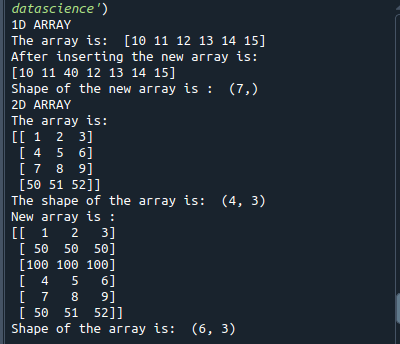 datascience')
1D ARRAY
The array is:  [10 11 12 13 14 15]
After inserting the new array is:
[10 11 40 12 13 14 15]
Shape of the new array is :  (7,)
2D ARRAY
The array is:
[[ 1  2  3]
 [ 4  5  6]
 [ 7  8  9]
 [50 51 52]]
The shape of the array is:  (4, 3)
New array is :
[[  1   2   3]
 [ 50  50  50]
 [100 100 100]
 [  4   5   6]
 [  7   8   9]
 [ 50  51  52]]
Shape of the array is:  (6, 3)